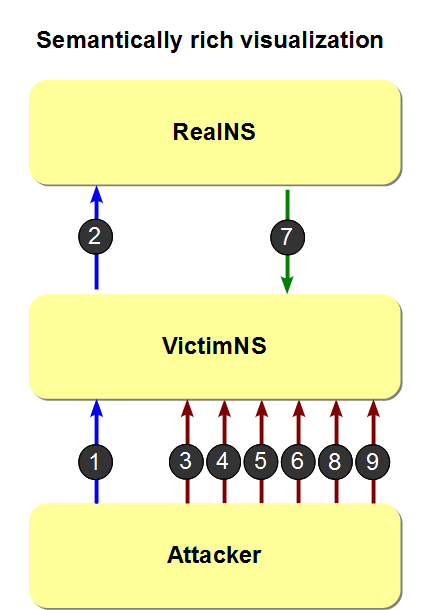 Semantically rich visualization
RealNS
2 7
VictimNS
1 3 4 5 6 8 9
Attacker